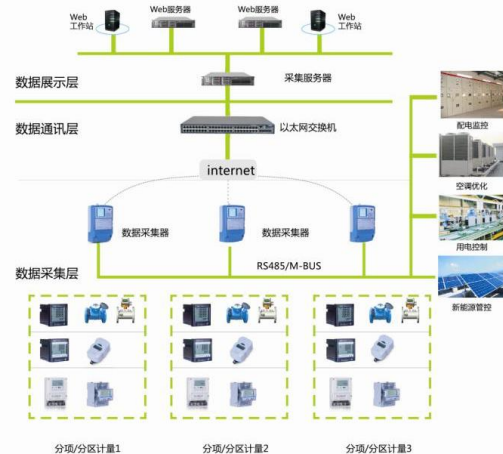 Web
工作站
Web服务器
Web服务器
Web
工作站
数据展示层
采集服务器
数据通讯层
以太网交换机
配电监控
internet
空调优化
数据采集器
数据采集器
数据采集器
用电控制
RS485/M-BUS
数据采集层
新能源管控
分项/分区计量1
分项/分区计量2
分项/分区计量3